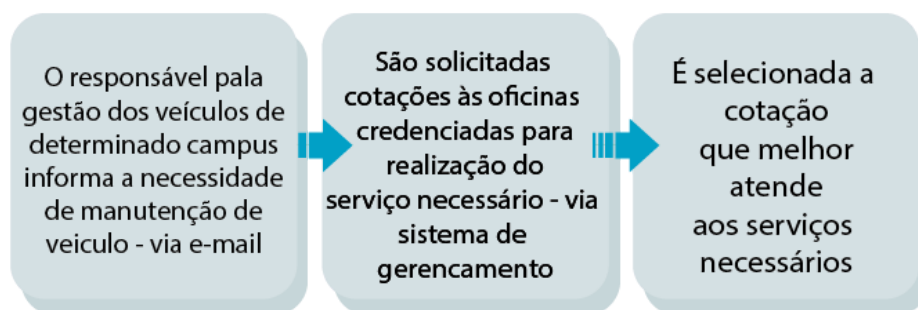 O responsável pala
gestão dos veículos de
determinado campus
informa a necessidade
de manutenção de
veiculo - via e-mail
São solicitadas
cotações às oficinas
credenciadas para
realização do
serviço necessário - via
sistema de
gerencamento
É selecionada a
cotação
que melhor
atende
aos serviços
necessários